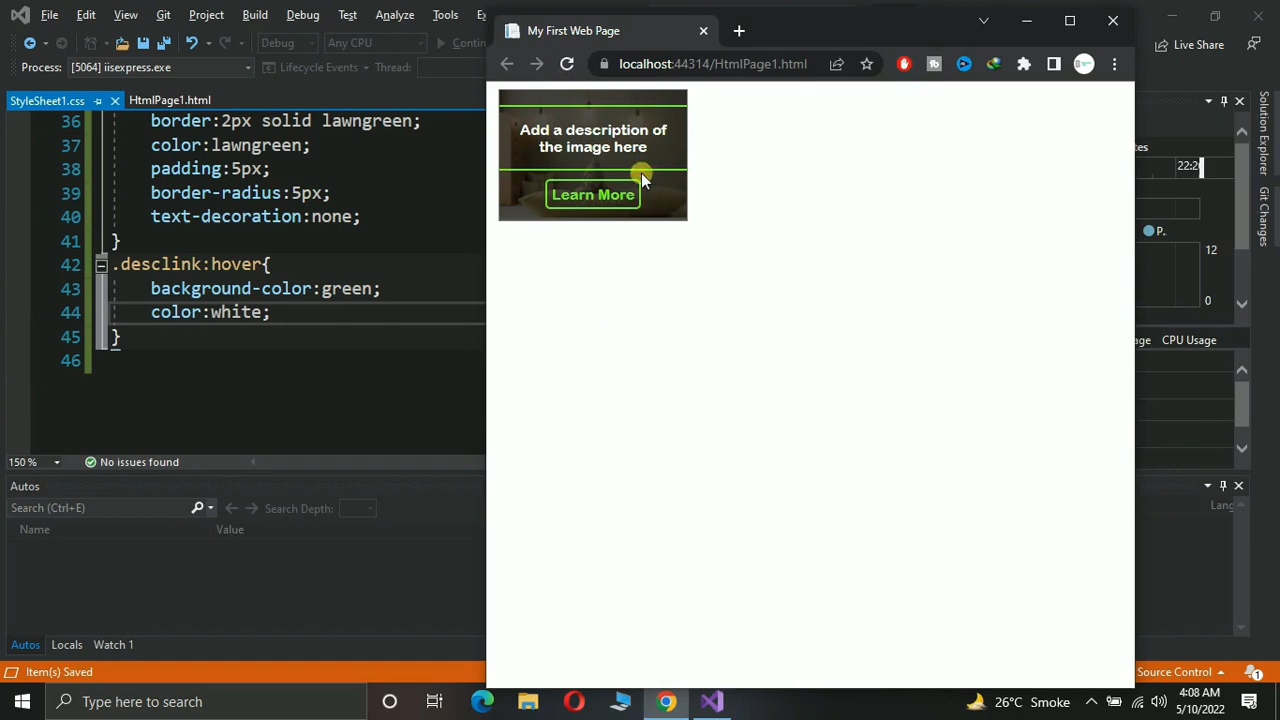 File Edit View Git Project Build Debug Test Analyze Tools
Debug Any CPU Live Share
Process: [5064] iisexpress.exe Lifecycle Events Thread:
StyleSheet1.css HtmlPage1.html
36 border:2px solid lawngreen;
37 color:lawngreen;
38 padding:5px;
39 border-radius:5px;
40 text-decoration:none;
41 }
42 .desclink:hover{
43 background-color:green;
44 color:white;
45 }
46
150 % No issues found
Autos
Search (Ctrl+E) Search Depth:
Name Value
Autos Locals Watch 1
Item(s) Saved
My First Web Page
localhost:44314/HtmlPage1.html
Add a description of
the image here
Learn More
22:2
P..
12
0
CPU Usage
Lang
Source Control
1
Solution Explorer
Git Changes
Type here to search
26°C Smoke
4:08 AM
5/10/2022